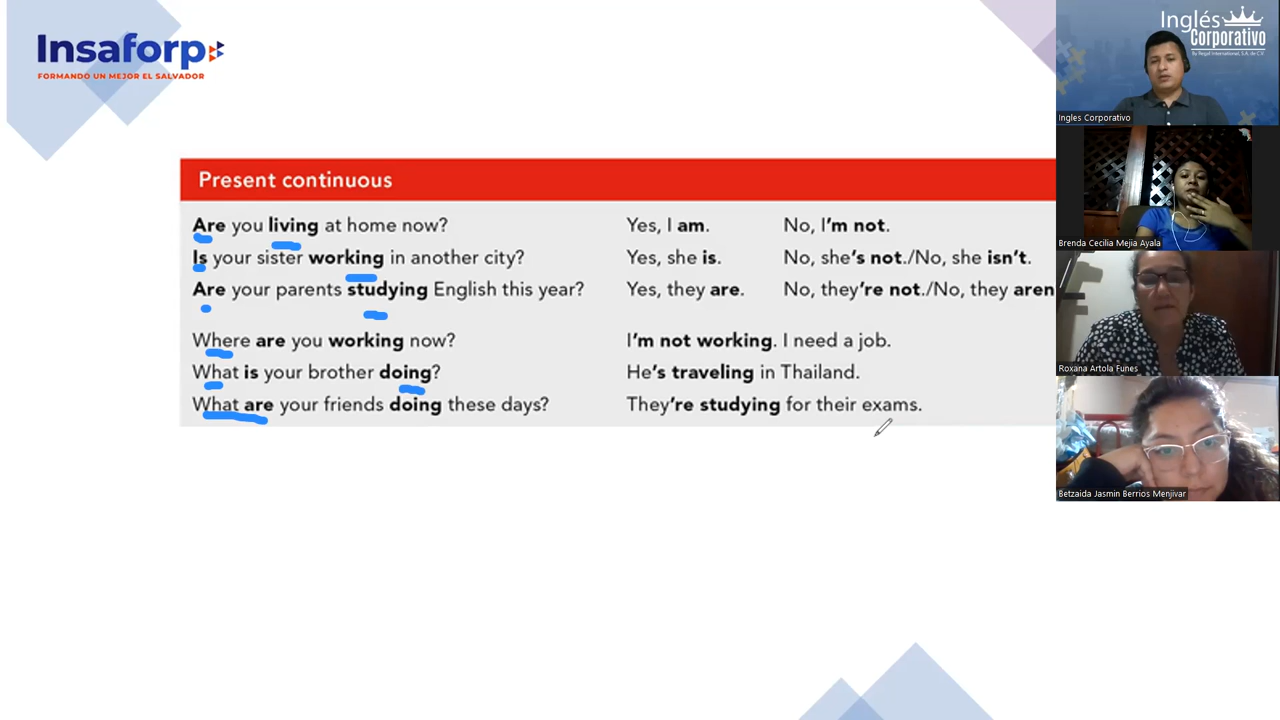 Insaforp
FORMANDO UN MEJOR EL SALVADOR
Present continuous
Are you living at home now? Yes, I am. No, I'm not.
Is your sister working in another city? Yes, she is. No, she's not./No, she isn't.
Are your parents studying English this year? Yes, they are. No, they're not./No, they aren
Where are you working now? I'm not working. I need a job.
What is your brother doing? He's traveling in Thailand.
What are your friends doing these days? They're studying for their exams.
Inglés
Corporativo
By Regal International, S.A. de C.V.
Ingles Corporativo
Brenda Cecilia Mejia Ayala
Roxana Artola Funes
Betzaida Jasmin Berrios Menjivar